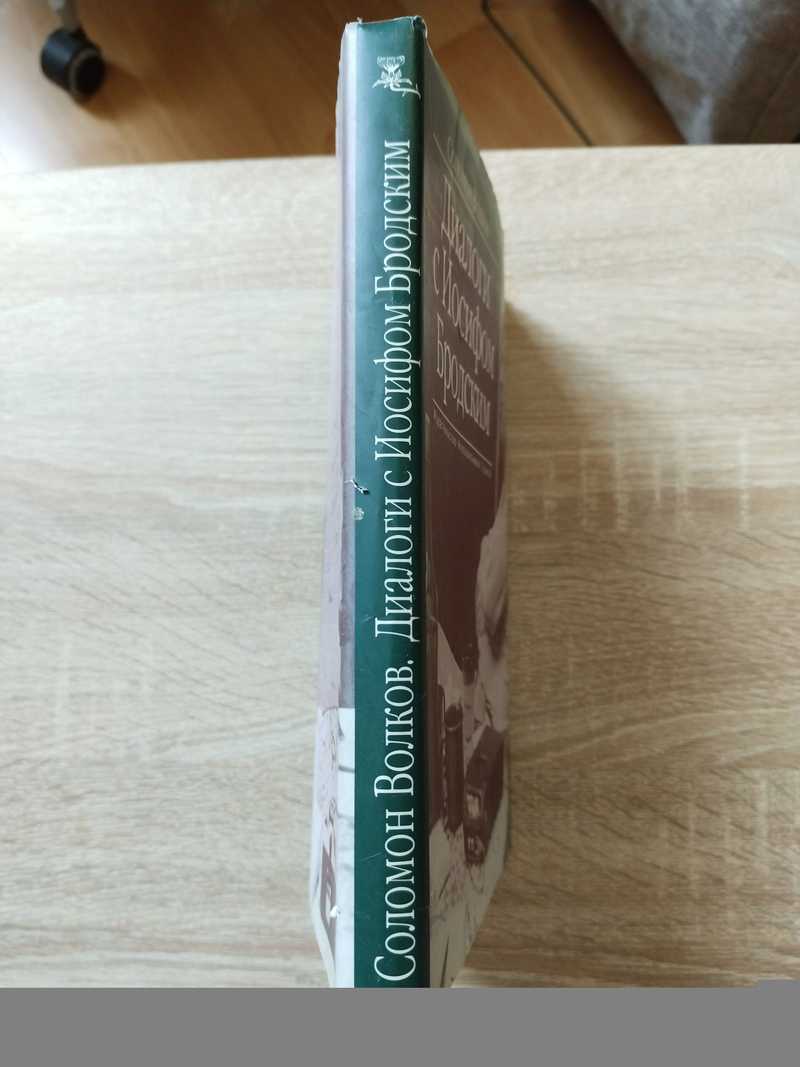 Соломон Волков. Диалоги с Иосифом Бродским
Диалоги
с Иосифом
Бродским